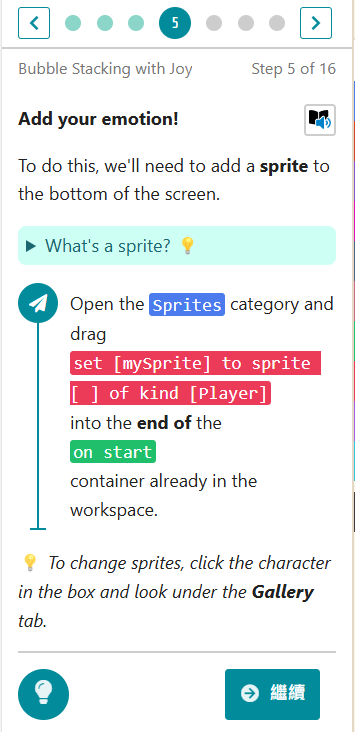 5
Bubble Stacking with Joy Step 5 of 16
Add your emotion!
To do this, we'll need to add a sprite to
the bottom of the screen.
What's a sprite? 💡
Open the Sprites category and
drag
set [mySprite] to sprite
[ ] of kind [Player]
into the end of the
on start
container already in the
workspace.
💡 To change sprites, click the character
in the box and look under the Gallery
tab.
繼續